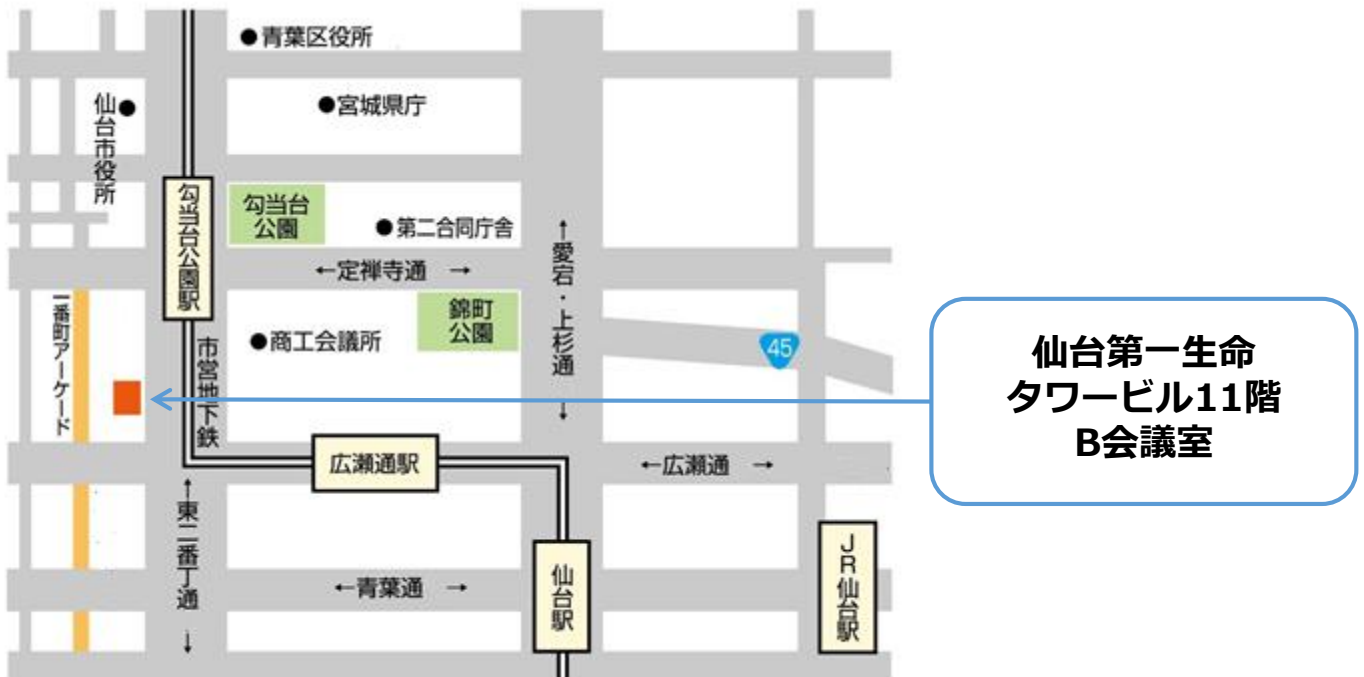 ●青葉区役所
仙台市役所●
●宮城県庁
勾当台公園駅
勾当台
公園
●第二合同庁舎
←定禅寺通 →
←愛宕・上杉通 →
一番町アーケード
市営地下鉄
●商工会議所
錦町
公園
45
仙台第一生命
タワービル11階
B会議室
広瀬通駅
←広瀬通 →
←東二番丁通 →
←青葉通 →
仙台駅
JR仙台駅